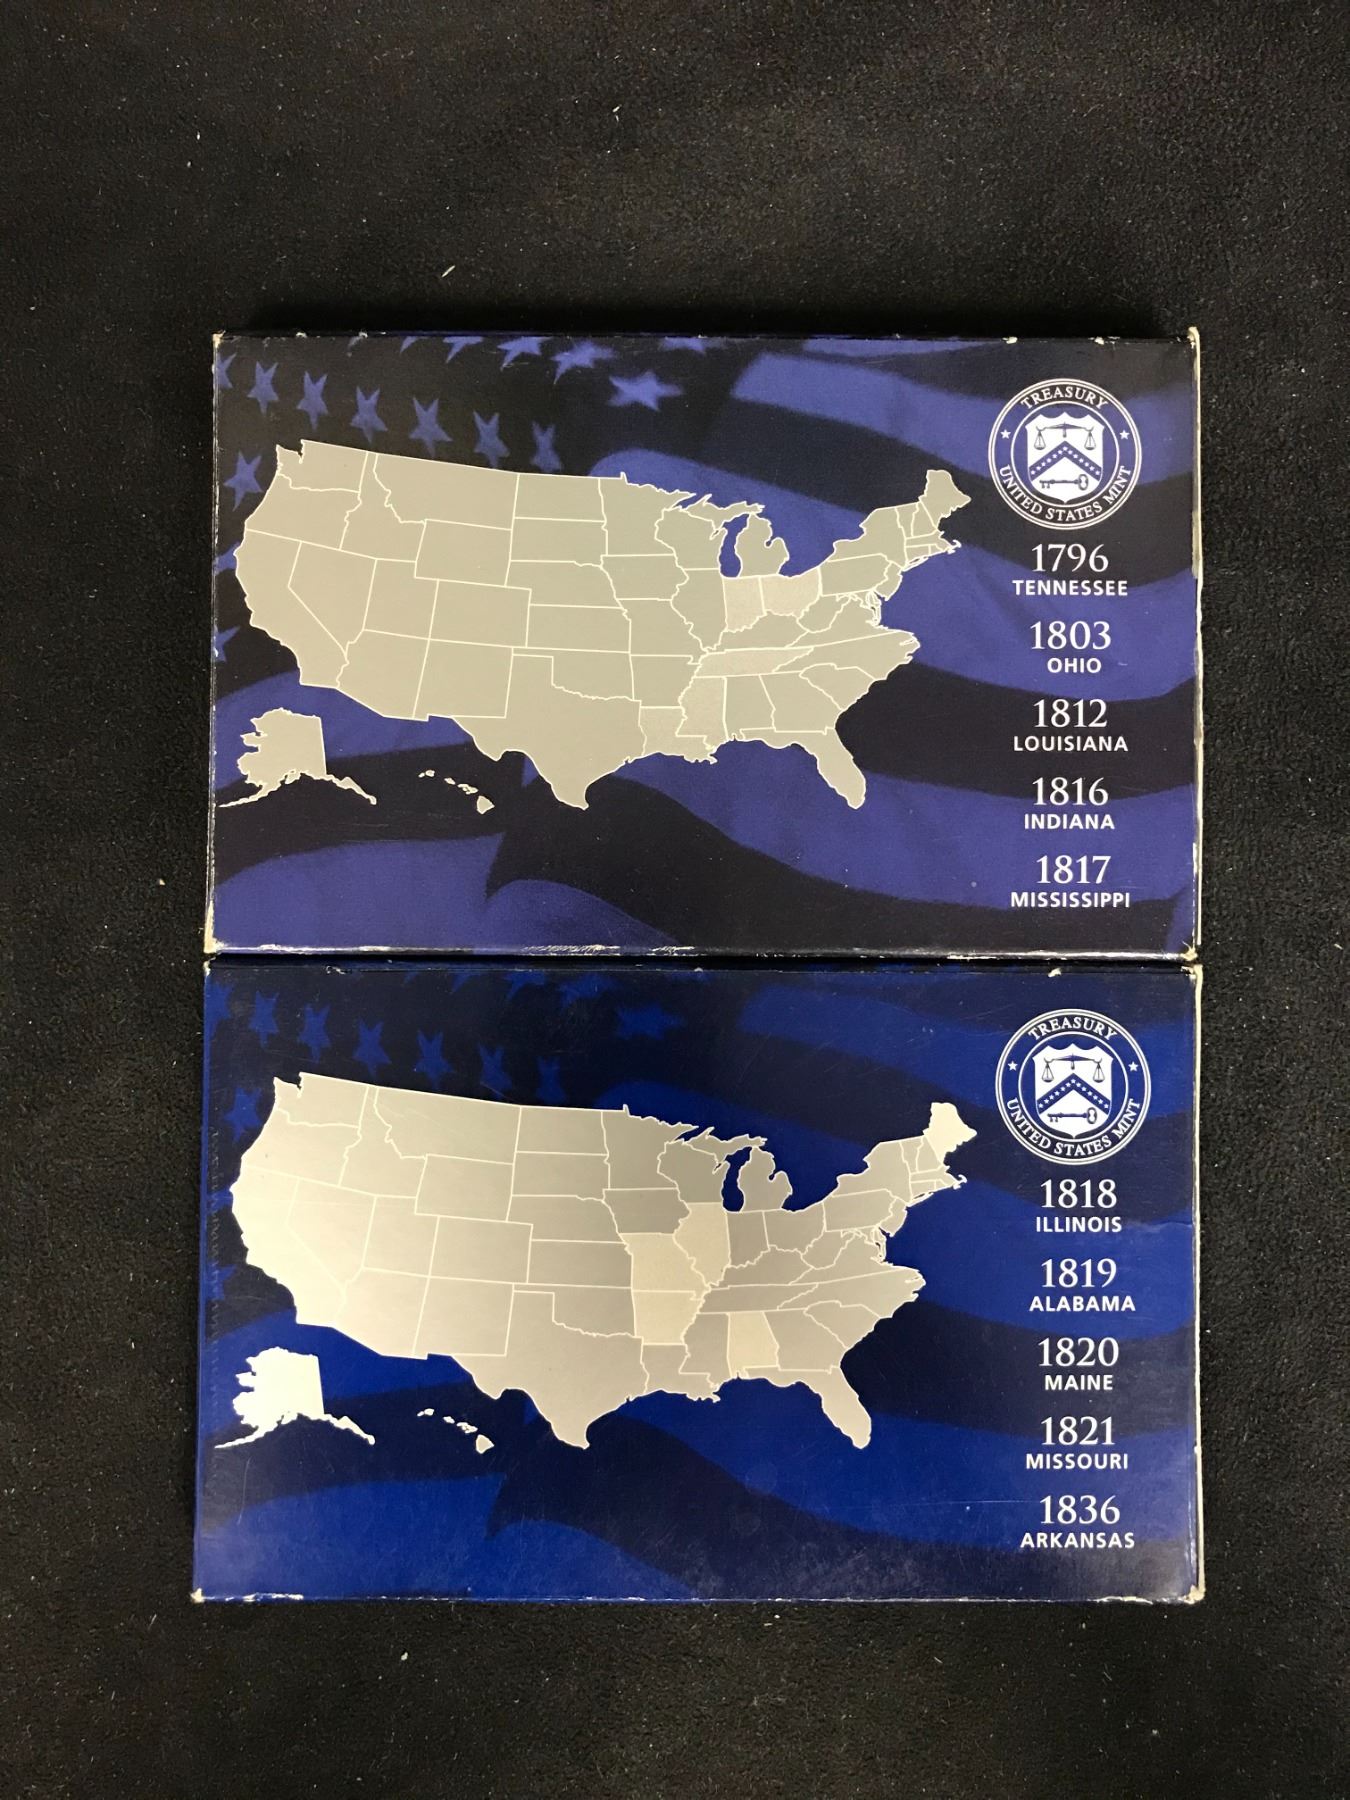 TREASURY
UNITED STATES MINT
1796
TENNESSEE
1803
OHIO
1812
LOUISIANA
1816
INDIANA
1817
MISSISSIPPI
TREASURY
UNITED STATES MINT
1818
ILLINOIS
1819
ALABAMA
1820
MAINE
1821
MISSOURI
1836
ARKANSAS